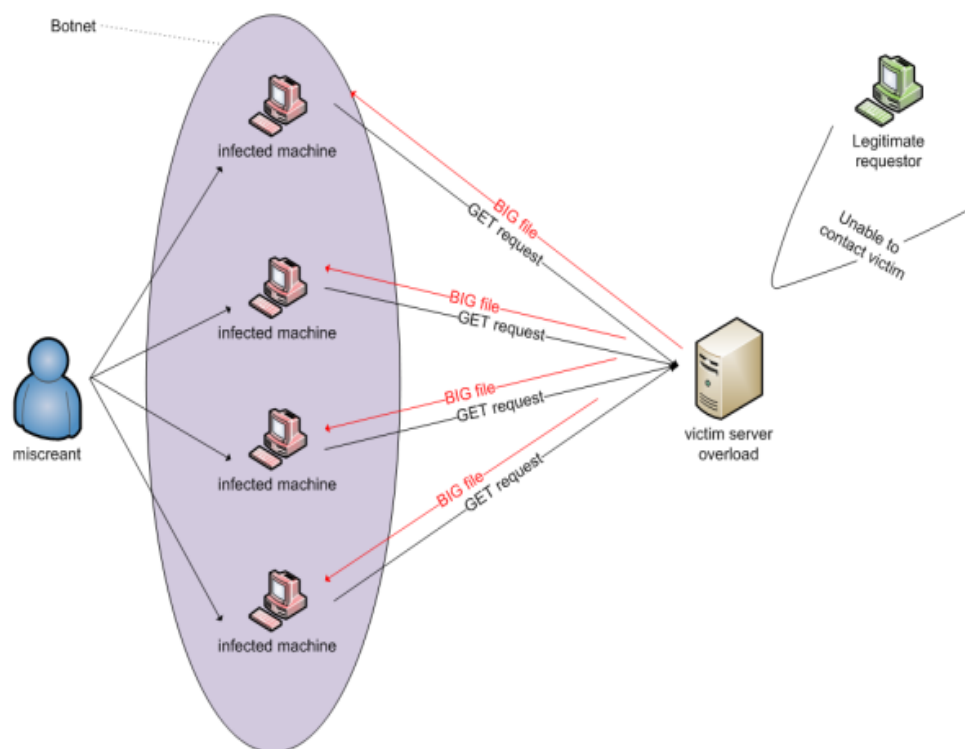 Botnet
infected machine
Legitimate
requestor
BIG file
GET request
Unable to
contact victim
infected machine
BIG file
GET request
miscreant
BIG file
GET request
infected machine
victim server
overload
BIG file
GET request
infected machine